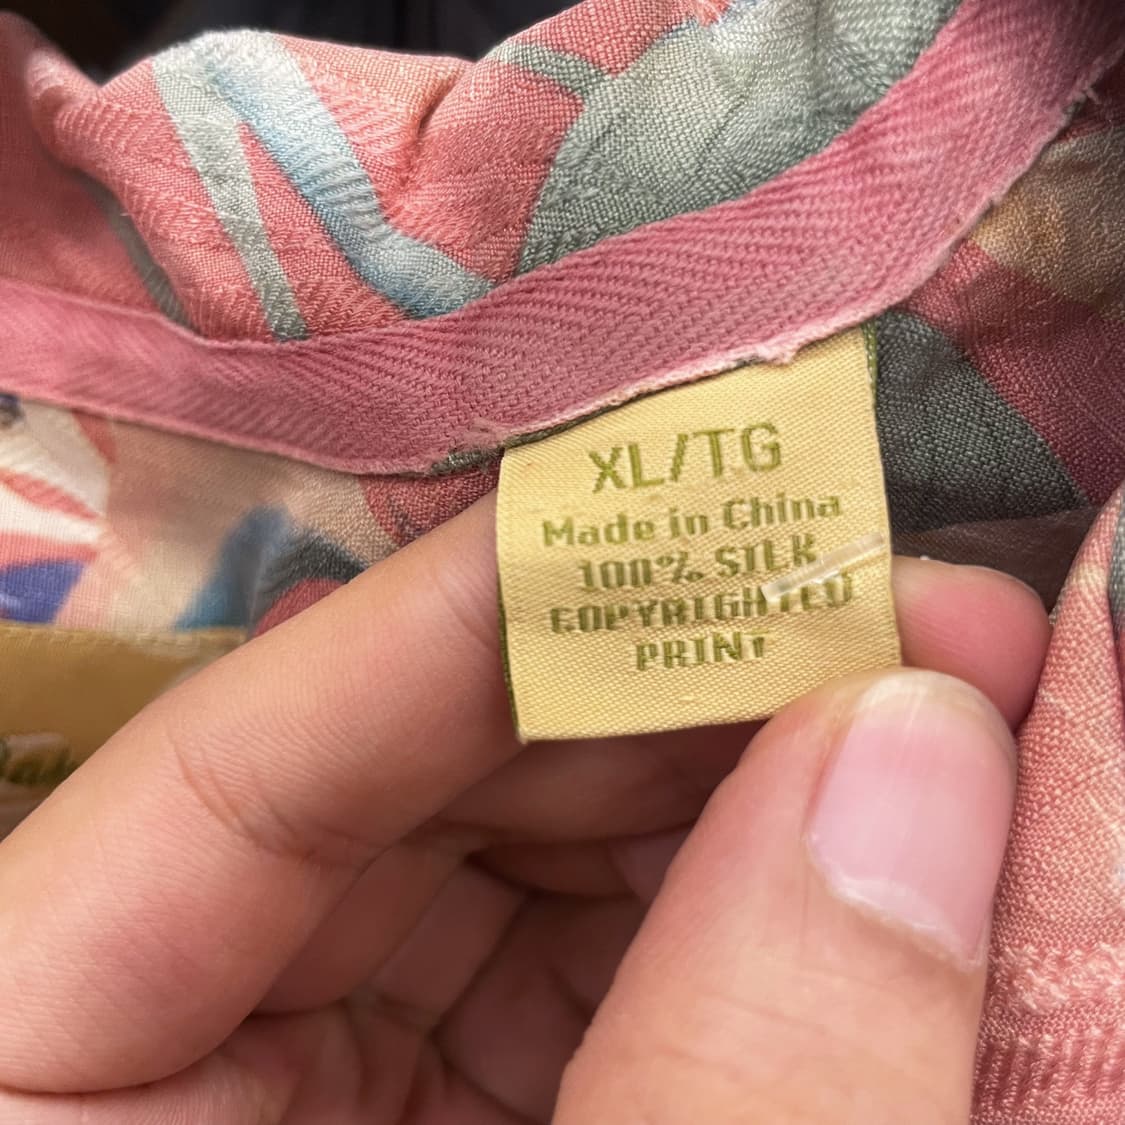 XL/TG
Made in China
100% SILK
COPYRIGHTED
PRINT